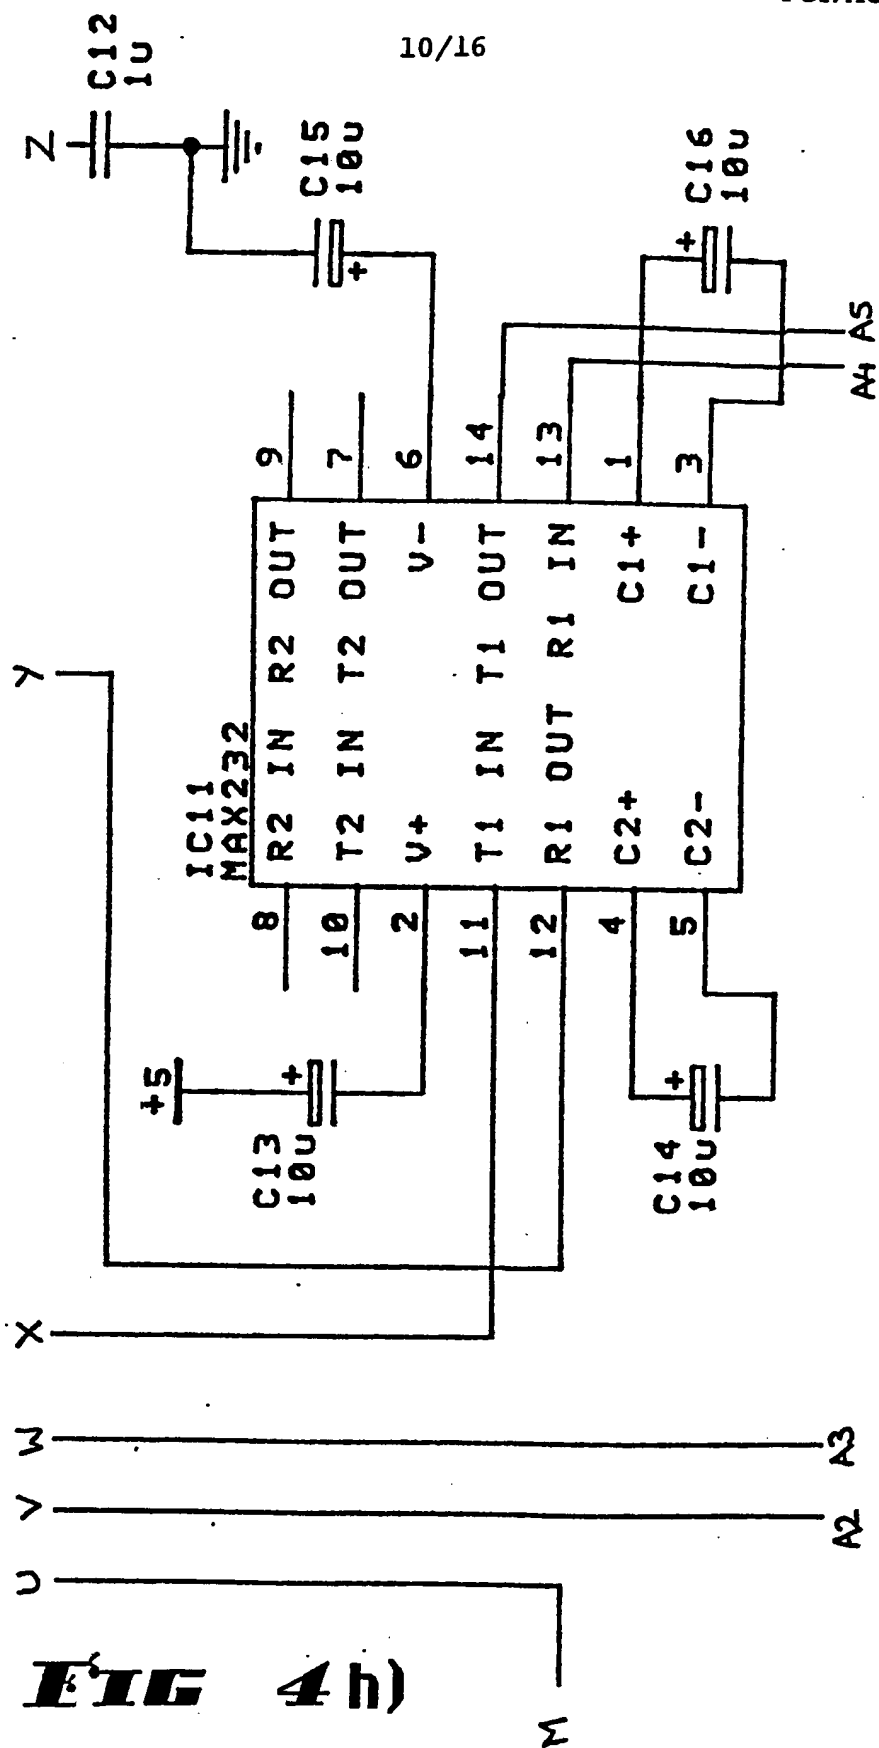 10/16
Z
C12
1U
C15
10U
C16
10U
+
+
A5
A4
9
7
6
14
13
1
3
Y
IC11
MAX232
R2 IN R2 OUT
T2 IN T2 OUT
V+ V-
T1 IN T1 OUT
R1 OUT R1 IN
C2+ C1+
C2- C1-
8
10
2
11
12
4
5
+5
+
C13
10U
+
C14
10U
X
W
V
U
A3
A2
M
FIG 4h)